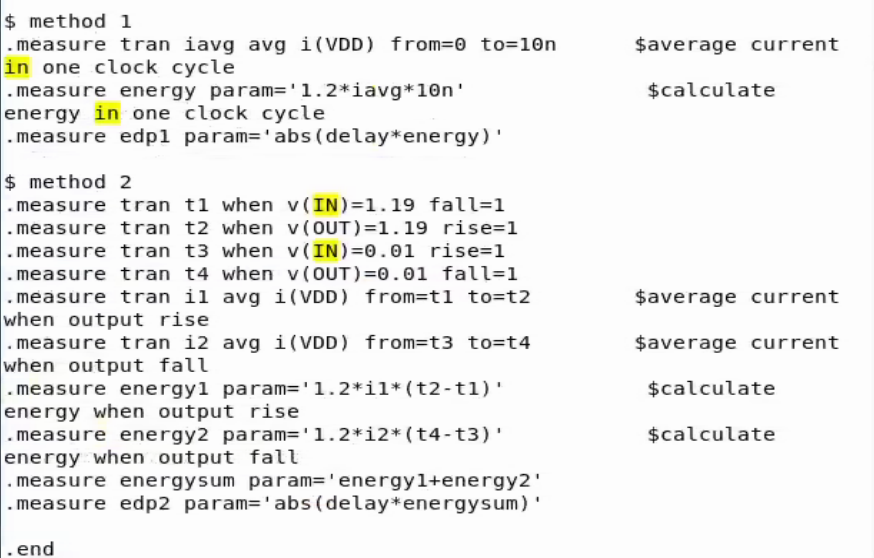 $ method 1
.measure tran iavg avg i(VDD) from=0 to=10n $average current
in one clock cycle
.measure energy param='1.2*iavg*10n' $calculate
energy in one clock cycle
.measure edp1 param='abs(delay*energy)'
$ method 2
.measure tran t1 when v(IN)=1.19 fall=1
.measure tran t2 when v(OUT)=1.19 rise=1
.measure tran t3 when v(IN)=0.01 rise=1
.measure tran t4 when v(OUT)=0.01 fall=1
.measure tran i1 avg i(VDD) from=t1 to=t2 $average current
when output rise
.measure tran i2 avg i(VDD) from=t3 to=t4 $average current
when output fall
.measure energy1 param='1.2*i1*(t2-t1)' $calculate
energy when output rise
.measure energy2 param='1.2*i2*(t4-t3)' $calculate
energy when output fall
.measure energysum param='energy1+energy2'
.measure edp2 param='abs(delay*energysum)'
.end